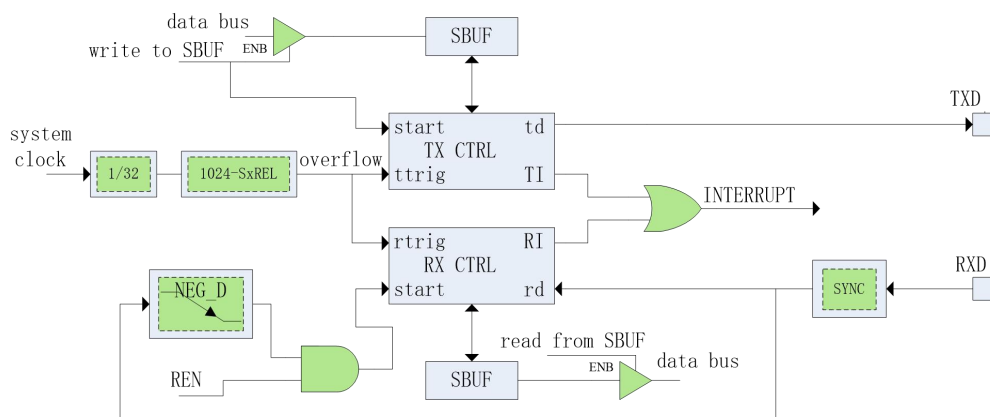 data bus
ENB
SBUF
write to SBUF
TXD
start
td
TX CTRL
ttrig
TI
system
clock
1/32
1024-SxREL
overflow
INTERRUPT
rtrig
RI
RX CTRL
start
rd
NEG_D
SYNC
RXD
REN
read from SBUF
SBUF
ENB
data bus